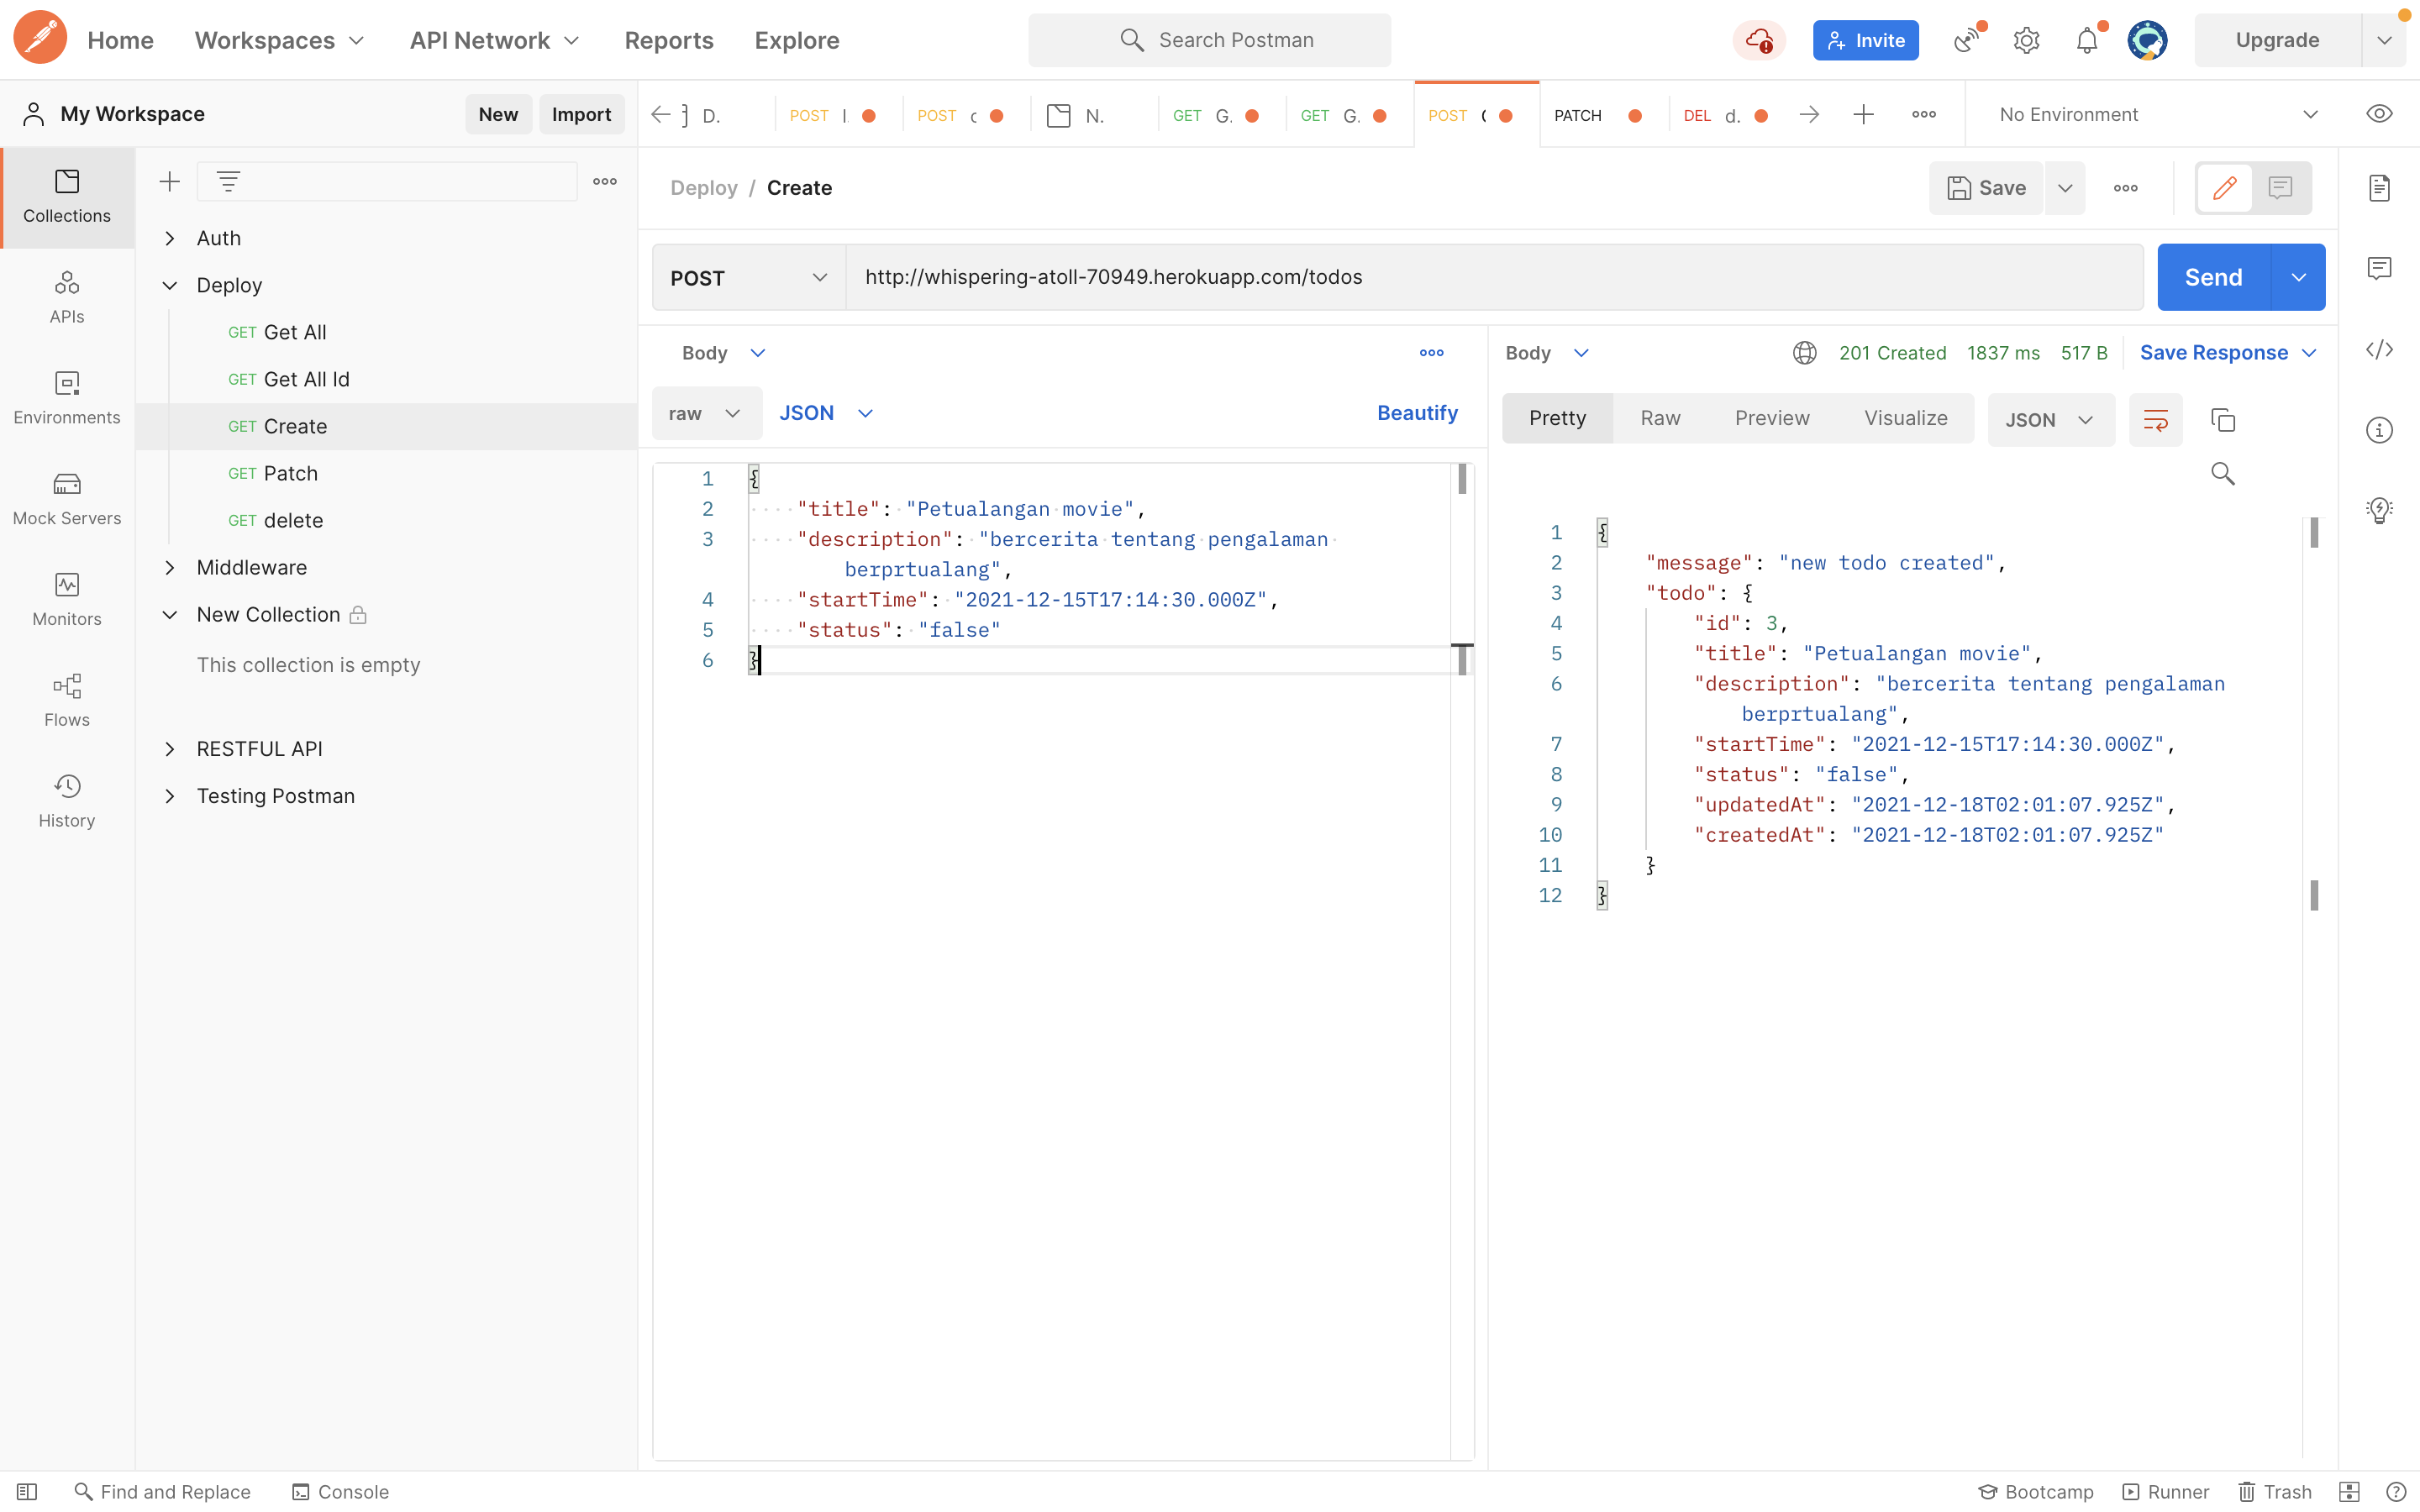 Home Workspaces API Network Reports Explore Search Postman Invite Upgrade
My Workspace New Import
D. POST POST N. GET G. GET G. POST PATCH DEL d. No Environment
Collections
APIs
Environments
Mock Servers
Monitors
Flows
History
Auth
Deploy
GET Get All
GET Get All Id
GET Create
GET Patch
GET delete
Middleware
New Collection
This collection is empty
RESTFUL API
Testing Postman
Deploy / Create Save
POST http://whispering-atoll-70949.herokuapp.com/todos Send
Body
raw JSON Beautify
1 {
2 "title": "Petualangan movie",
3 "description": "bercerita tentang pengalaman
berprtualang",
4 "startTime": "2021-12-15T17:14:30.000Z",
5 "status": "false"
6 }
Body 201 Created 1837 ms 517 B Save Response
Pretty Raw Preview Visualize JSON
1 {
2 "message": "new todo created",
3 "todo": {
4 "id": 3,
5 "title": "Petualangan movie",
6 "description": "bercerita tentang pengalaman
berprtualang",
7 "startTime": "2021-12-15T17:14:30.000Z",
8 "status": "false",
9 "updatedAt": "2021-12-18T02:01:07.925Z",
10 "createdAt": "2021-12-18T02:01:07.925Z"
11 }
12 }
Find and Replace Console Bootcamp Runner Trash